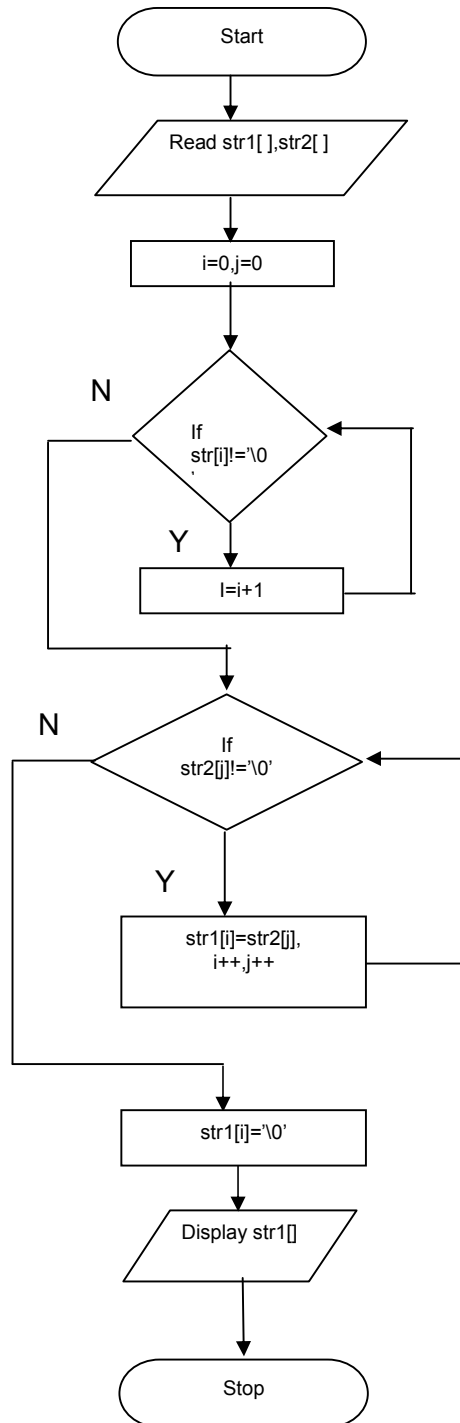 Start
Read str1[ ],str2[ ]
i=0,j=0
N
If
str[i]!='\0
'
Y
I=i+1
N
If
str2[j]!='\0’
Y
str1[i]=str2[j],
i++,j++
str1[i]=’\0’
Display str1[]
Stop